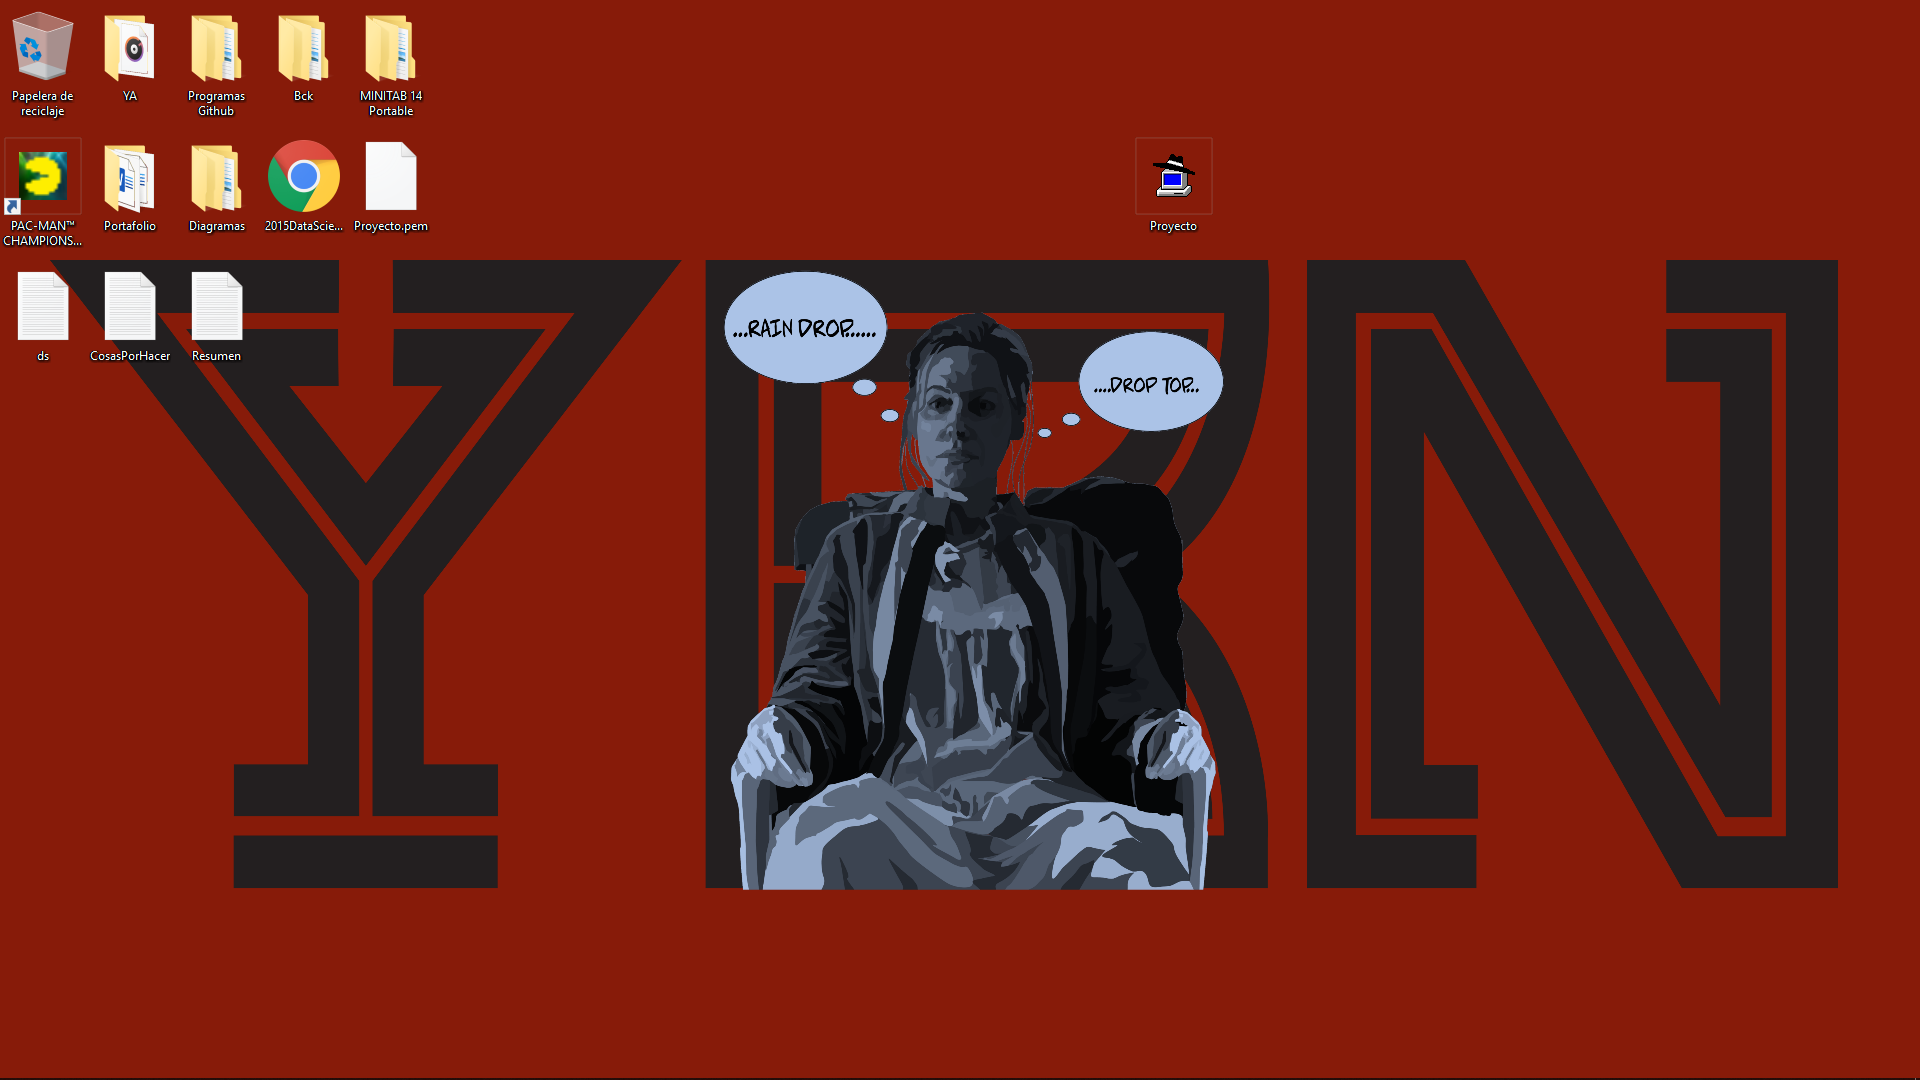 Papelera de
reciclaje
YA
Programas
Github
Bck
MINITAB 14
Portable
PAC-MAN™
CHAMPIONS...
Portafolio
Diagramas
2015DataScie...
Proyecto.pem
Proyecto
ds
CosasPorHacer
Resumen
...RAIN DROP......
....DROP TOP...
YRN